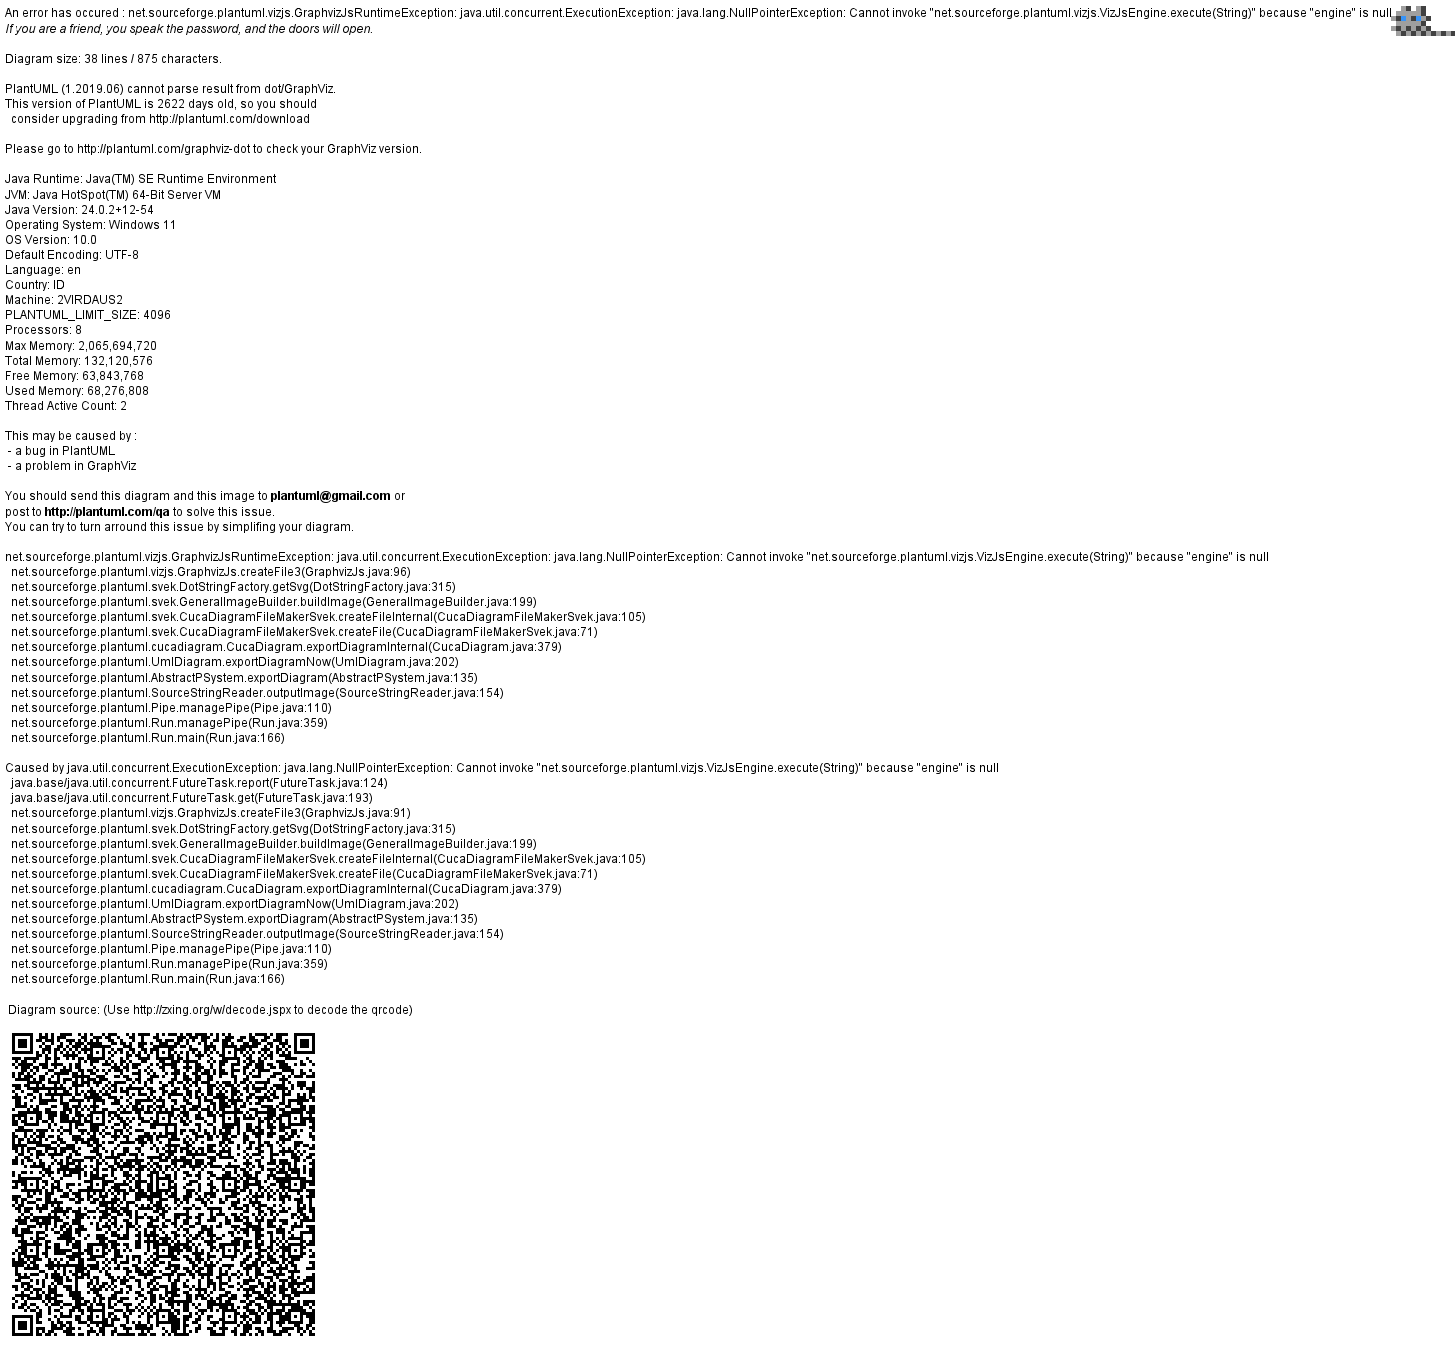 An error has occured : net.sourceforge.plantuml.vizjs.GraphvizJsRuntimeException: java.util.concurrent.ExecutionException: java.lang.NullPointerException: Cannot invoke "net.sourceforge.plantuml.vizjs.VizJsEngine.execute(String)" because "engine" is null
If you are a friend, you speak the password, and the doors will open.
Diagram size: 38 lines / 875 characters.
PlantUML (1.2019.06) cannot parse result from dot/GraphViz.
This version of PlantUML is 2622 days old, so you should
consider upgrading from http://plantuml.com/download
Please go to http://plantuml.com/graphviz-dot to check your GraphViz version.
Java Runtime: Java(TM) SE Runtime Environment
JVM: Java HotSpot(TM) 64-Bit Server VM
Java Version: 24.0.2+12-54
Operating System: Windows 11
OS Version: 10.0
Default Encoding: UTF-8
Language: en
Country: ID
Machine: 2VIRDAUS2
PLANTUML_LIMIT_SIZE: 4096
Processors: 8
Max Memory: 2,065,694,720
Total Memory: 132,120,576
Free Memory: 63,843,768
Used Memory: 68,276,808
Thread Active Count: 2
This may be caused by :
- a bug in PlantUML
- a problem in GraphViz
You should send this diagram and this image to plantuml@gmail.com or
post to http://plantuml.com/qa to solve this issue.
You can try to turn arround this issue by simplifing your diagram.
net.sourceforge.plantuml.vizjs.GraphvizJsRuntimeException: java.util.concurrent.ExecutionException: java.lang.NullPointerException: Cannot invoke "net.sourceforge.plantuml.vizjs.VizJsEngine.execute(String)" because "engine" is null
net.sourceforge.plantuml.vizjs.GraphvizJs.createFile3(GraphvizJs.java:96)
net.sourceforge.plantuml.svek.DotStringFactory.getSvg(DotStringFactory.java:315)
net.sourceforge.plantuml.svek.GeneralImageBuilder.buildImage(GeneralImageBuilder.java:199)
net.sourceforge.plantuml.svek.CucaDiagramFileMakerSvek.createFileInternal(CucaDiagramFileMakerSvek.java:105)
net.sourceforge.plantuml.svek.CucaDiagramFileMakerSvek.createFile(CucaDiagramFileMakerSvek.java:71)
net.sourceforge.plantuml.cucadiagram.CucaDiagram.exportDiagramInternal(CucaDiagram.java:379)
net.sourceforge.plantuml.UmlDiagram.exportDiagramNow(UmlDiagram.java:202)
net.sourceforge.plantuml.AbstractPSystem.exportDiagram(AbstractPSystem.java:135)
net.sourceforge.plantuml.SourceStringReader.outputImage(SourceStringReader.java:154)
net.sourceforge.plantuml.Pipe.managePipe(Pipe.java:110)
net.sourceforge.plantuml.Run.managePipe(Run.java:359)
net.sourceforge.plantuml.Run.main(Run.java:166)
Caused by java.util.concurrent.ExecutionException: java.lang.NullPointerException: Cannot invoke "net.sourceforge.plantuml.vizjs.VizJsEngine.execute(String)" because "engine" is null
java.base/java.util.concurrent.FutureTask.report(FutureTask.java:124)
java.base/java.util.concurrent.FutureTask.get(FutureTask.java:193)
net.sourceforge.plantuml.vizjs.GraphvizJs.createFile3(GraphvizJs.java:91)
net.sourceforge.plantuml.svek.DotStringFactory.getSvg(DotStringFactory.java:315)
net.sourceforge.plantuml.svek.GeneralImageBuilder.buildImage(GeneralImageBuilder.java:199)
net.sourceforge.plantuml.svek.CucaDiagramFileMakerSvek.createFileInternal(CucaDiagramFileMakerSvek.java:105)
net.sourceforge.plantuml.svek.CucaDiagramFileMakerSvek.createFile(CucaDiagramFileMakerSvek.java:71)
net.sourceforge.plantuml.cucadiagram.CucaDiagram.exportDiagramInternal(CucaDiagram.java:379)
net.sourceforge.plantuml.UmlDiagram.exportDiagramNow(UmlDiagram.java:202)
net.sourceforge.plantuml.AbstractPSystem.exportDiagram(AbstractPSystem.java:135)
net.sourceforge.plantuml.SourceStringReader.outputImage(SourceStringReader.java:154)
net.sourceforge.plantuml.Pipe.managePipe(Pipe.java:110)
net.sourceforge.plantuml.Run.managePipe(Run.java:359)
net.sourceforge.plantuml.Run.main(Run.java:166)
Diagram source: (Use http://zxing.org/w/decode.jspx to decode the qrcode)